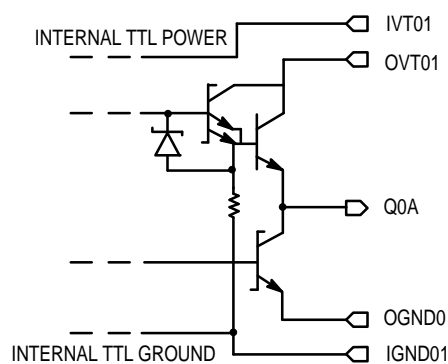 IVT01
INTERNAL TTL POWER
OVT01
Q0A
OGND0
INTERNAL TTL GROUND
IGND01